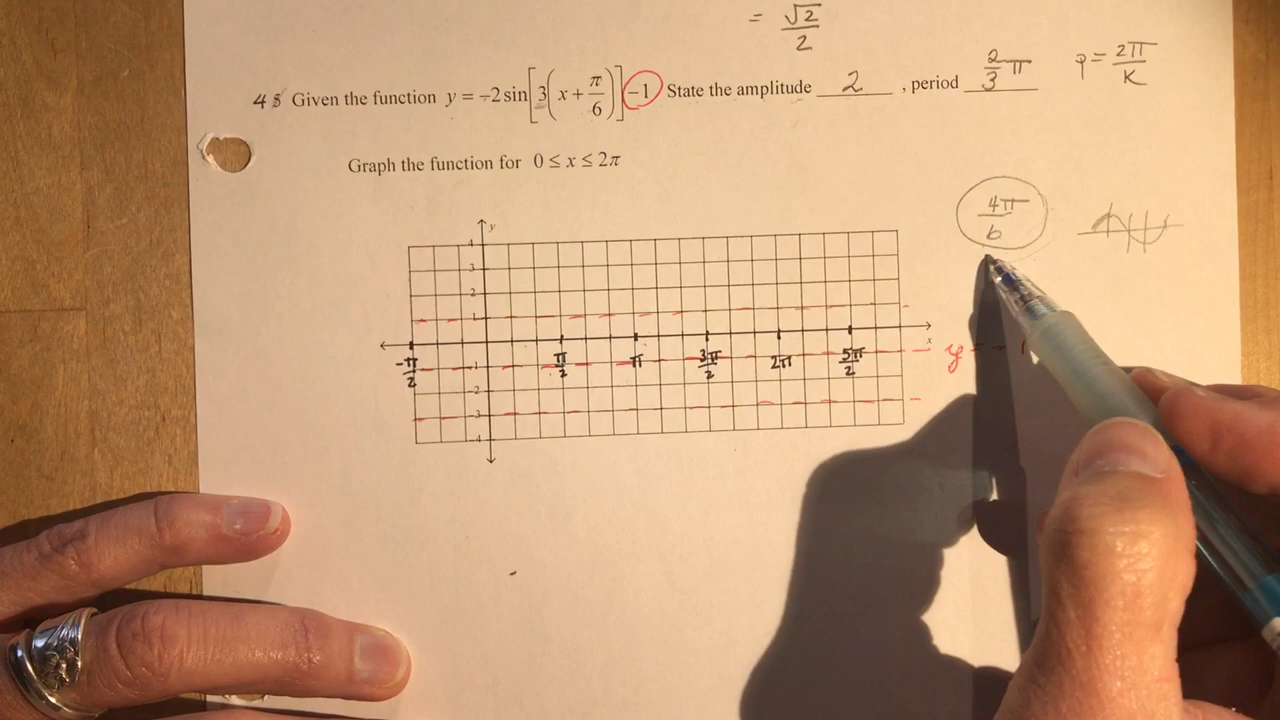 = √2/2
48 Given the function y = −2 sin[3(x + π/6)] −1 State the amplitude 2 , period 2/3 π P = 2π/K
Graph the function for 0 ≤ x ≤ 2π
4π/6
y
4
3
2
1
x
-π/2 π/2 π 3π/2 2π 5π/2 y = -1
-1
-2
-3
-4